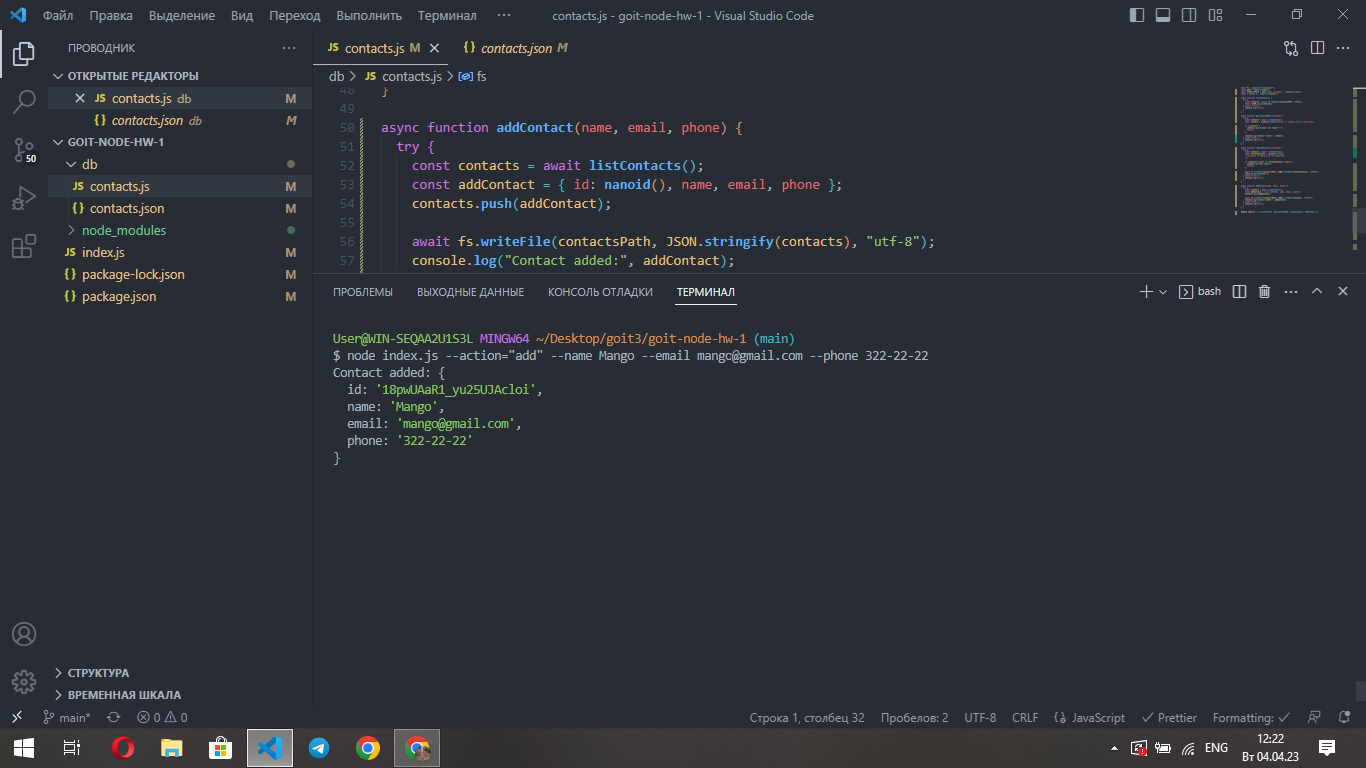 Файл Правка Выделение Вид Переход Выполнить Терминал ··· contacts.js - goit-node-hw-1 - Visual Studio Code
ПРОВОДНИК ···
ОТКРЫТЫЕ РЕДАКТОРЫ
JS contacts.js db M
{} contacts.json db M
GOIT-NODE-HW-1
db
JS contacts.js M
{} contacts.json M
node_modules
JS index.js M
{} package-lock.json M
{} package.json M
50
СТРУКТУРА
ВРЕМЕННАЯ ШКАЛА
JS contacts.js M {} contacts.json M
db > JS contacts.js > fs
48 }
49
50 async function addContact(name, email, phone) {
51 try {
52 const contacts = await listContacts();
53 const addContact = { id: nanoid(), name, email, phone };
54 contacts.push(addContact);
55
56 await fs.writeFile(contactsPath, JSON.stringify(contacts), "utf-8");
57 console.log("Contact added:", addContact);
ПРОБЛЕМЫ ВЫХОДНЫЕ ДАННЫЕ КОНСОЛЬ ОТЛАДКИ ТЕРМИНАЛ bash
User@WIN-SEQAA2U1S3L MINGW64 ~/Desktop/goit3/goit-node-hw-1 (main)
$ node index.js --action="add" --name Mango --email mango@gmail.com --phone 322-22-22
Contact added: {
id: '18pwUAaR1_yu25UJAcloi',
name: 'Mango',
email: 'mango@gmail.com',
phone: '322-22-22'
}
main* 0 0 Строка 1, столбец 32 Пробелов: 2 UTF-8 CRLF {} JavaScript Prettier Formatting:
ENG
12:22
Вт 04.04.23